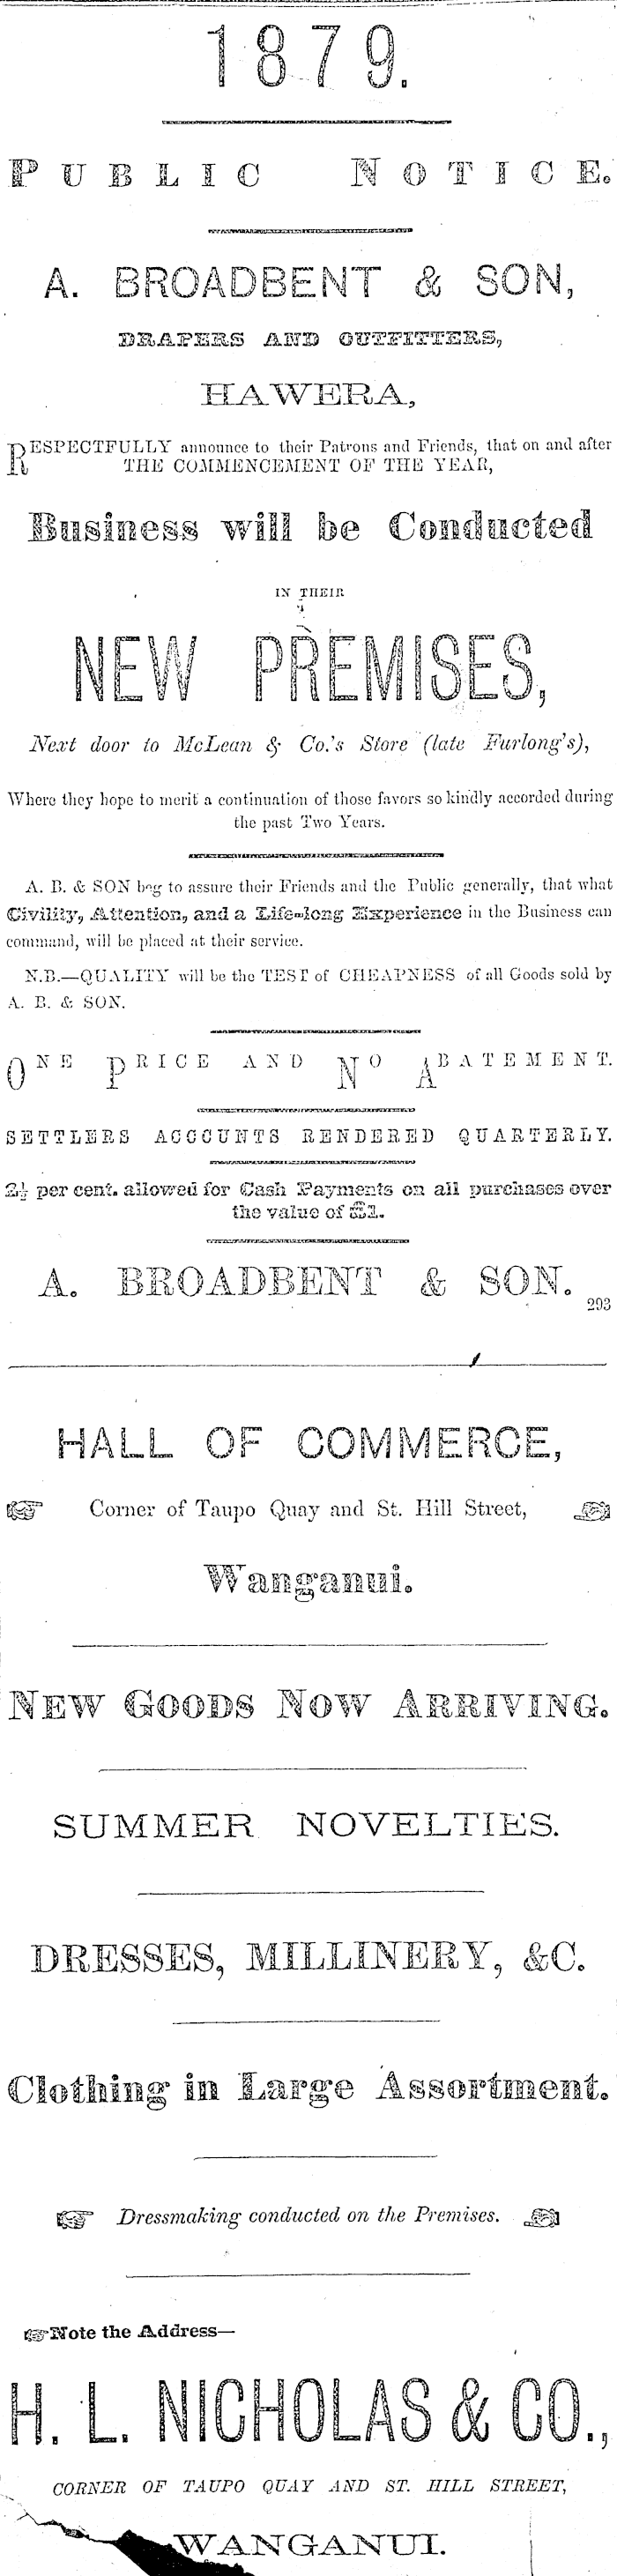 1879.
PUBLIC NOTICE.
A. BROADBENT & SON,
DRAPERS AND OUTFITTERS,
HAWERA,
RESPECTFULLY announce to their Patrons and Friends, that on and after
THE COMMENCEMENT OF THE YEAR,
Business will be Conducted
IN THEIR
NEW PREMISES,
Next door to McLean & Co.'s Store (late Furlong's),
Where they hope to merit a continuation of those favors so kindly accorded during
the past Two Years.
A. B. & SON beg to assure their Friends and the Public generally, that what
Civility, Attention, and a Life-long Experience in the Business can
command, will be placed at their service.
N.B.—QUALITY will be the TEST of CHEAPNESS of all Goods sold by
A. B. & SON.
ONE PRICE AND NO ABATEMENT.
SETTLERS ACCOUNTS RENDERED QUARTERLY.
2½ per cent. allowed for Cash Payments on all purchases over
the value of £1.
A. BROADBENT & SON.
293
HALL OF COMMERCE,
Corner of Taupo Quay and St. Hill Street,
Wanganui.
NEW GOODS NOW ARRIVING.
SUMMER NOVELTIES.
DRESSES, MILLINERY, &C.
Clothing in Large Assortment.
Dressmaking conducted on the Premises.
Note the Address—
H. L. NICHOLAS & CO.,
CORNER OF TAUPO QUAY AND ST. HILL STREET,
WANGANUI.